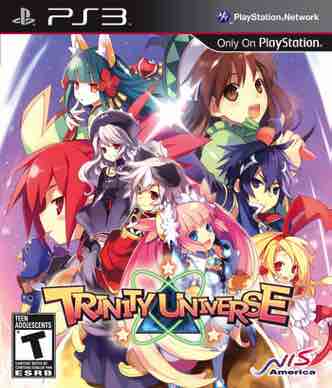 PS3
PlayStation®Network
Only On PlayStation®
TRINITY UNIVERSE
TEEN
ADOLESCENTS
T
ESRB
NIS
America